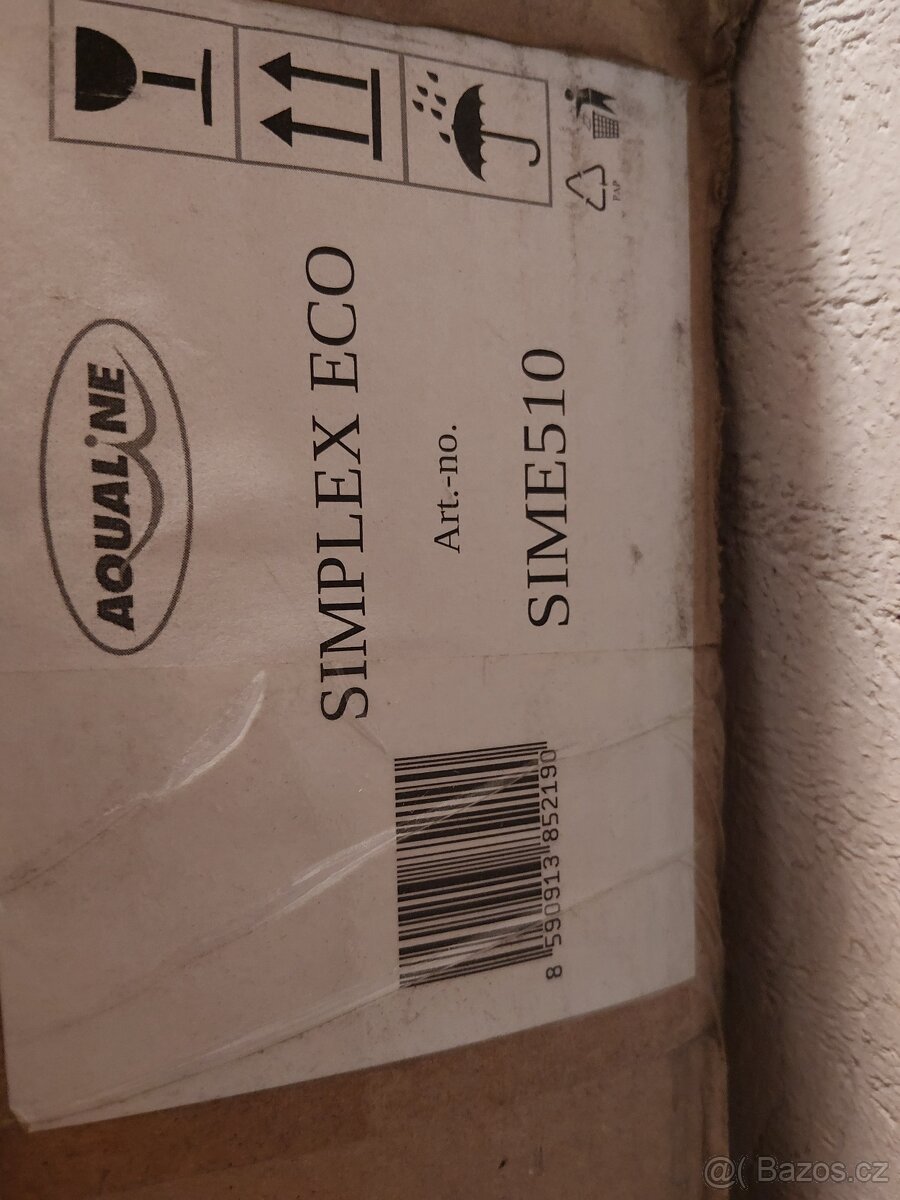 AQUALINE
SIMPLEX ECO
Art.-no.
SIME510
8 590913 852190
PAP
@( Bazos.cz